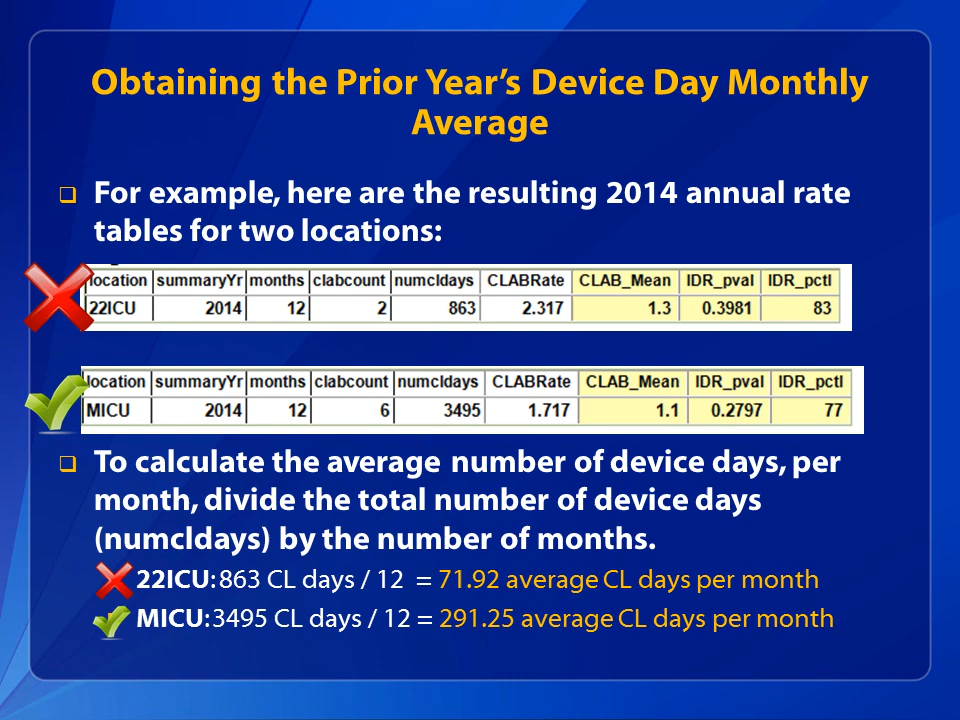 Obtaining the Prior Year’s Device Day Monthly
Average
For example, here are the resulting 2014 annual rate
tables for two locations:
location summaryYr months clabcount numcldays CLABRate CLAB_Mean IDR_pval IDR_pctl
22ICU 2014 12 2 863 2.317 1.3 0.3981 83
location summaryYr months clabcount numcldays CLABRate CLAB_Mean IDR_pval IDR_pctl
MICU 2014 12 6 3495 1.717 1.1 0.2797 77
To calculate the average number of device days, per
month, divide the total number of device days
(numcldays) by the number of months.
22ICU: 863 CL days / 12 = 71.92 average CL days per month
MICU: 3495 CL days / 12 = 291.25 average CL days per month